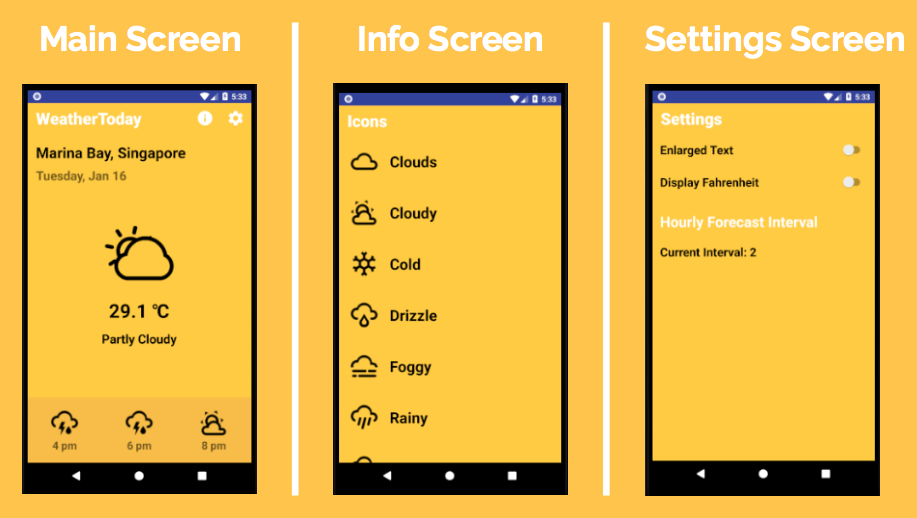 Main Screen
5:33
WeatherToday
Marina Bay, Singapore
Tuesday, Jan 16
29.1 °C
Partly Cloudy
4 pm 6 pm 8 pm
Info Screen
5:33
Icons
Clouds
Cloudy
Cold
Drizzle
Foggy
Rainy
Settings Screen
5:33
Settings
Enlarged Text
Display Fahrenheit
Hourly Forecast Interval
Current Interval: 2